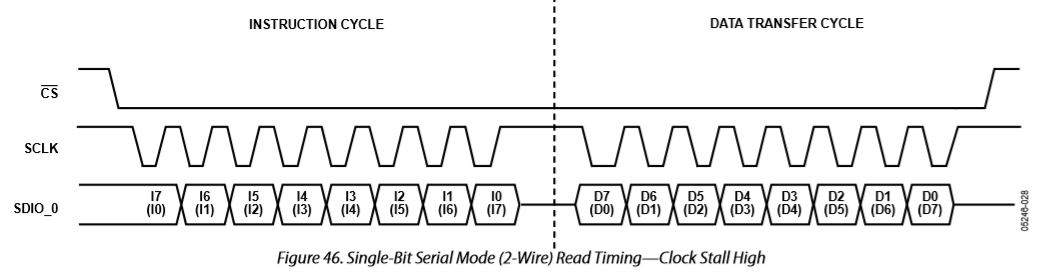 INSTRUCTION CYCLE DATA TRANSFER CYCLE
CS
SCLK
I7 I6 I5 I4 I3 I2 I1 I0 D7 D6 D5 D4 D3 D2 D1 D0
SDIO_0
(I0) (I1) (I2) (I3) (I4) (I5) (I6) (I7) (D0) (D1) (D2) (D3) (D4) (D5) (D6) (D7)
05246-028
Figure 46. Single-Bit Serial Mode (2-Wire) Read Timing—Clock Stall High